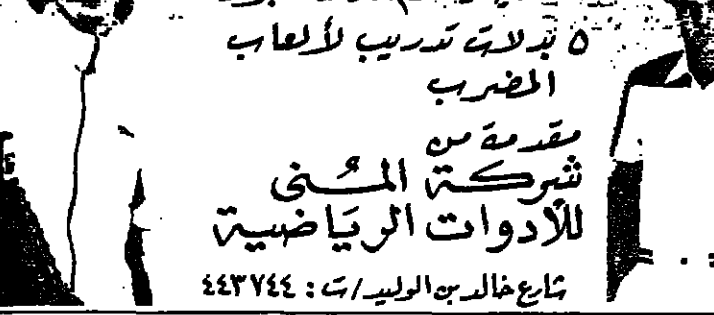 ٥ بدلات تدريب لألعاب
المضرب
مقدمة من
شركة المُنى
للأدوات الرياضية
شارع خالد بن الوليد / ت : ٤٤٣٧٤٤